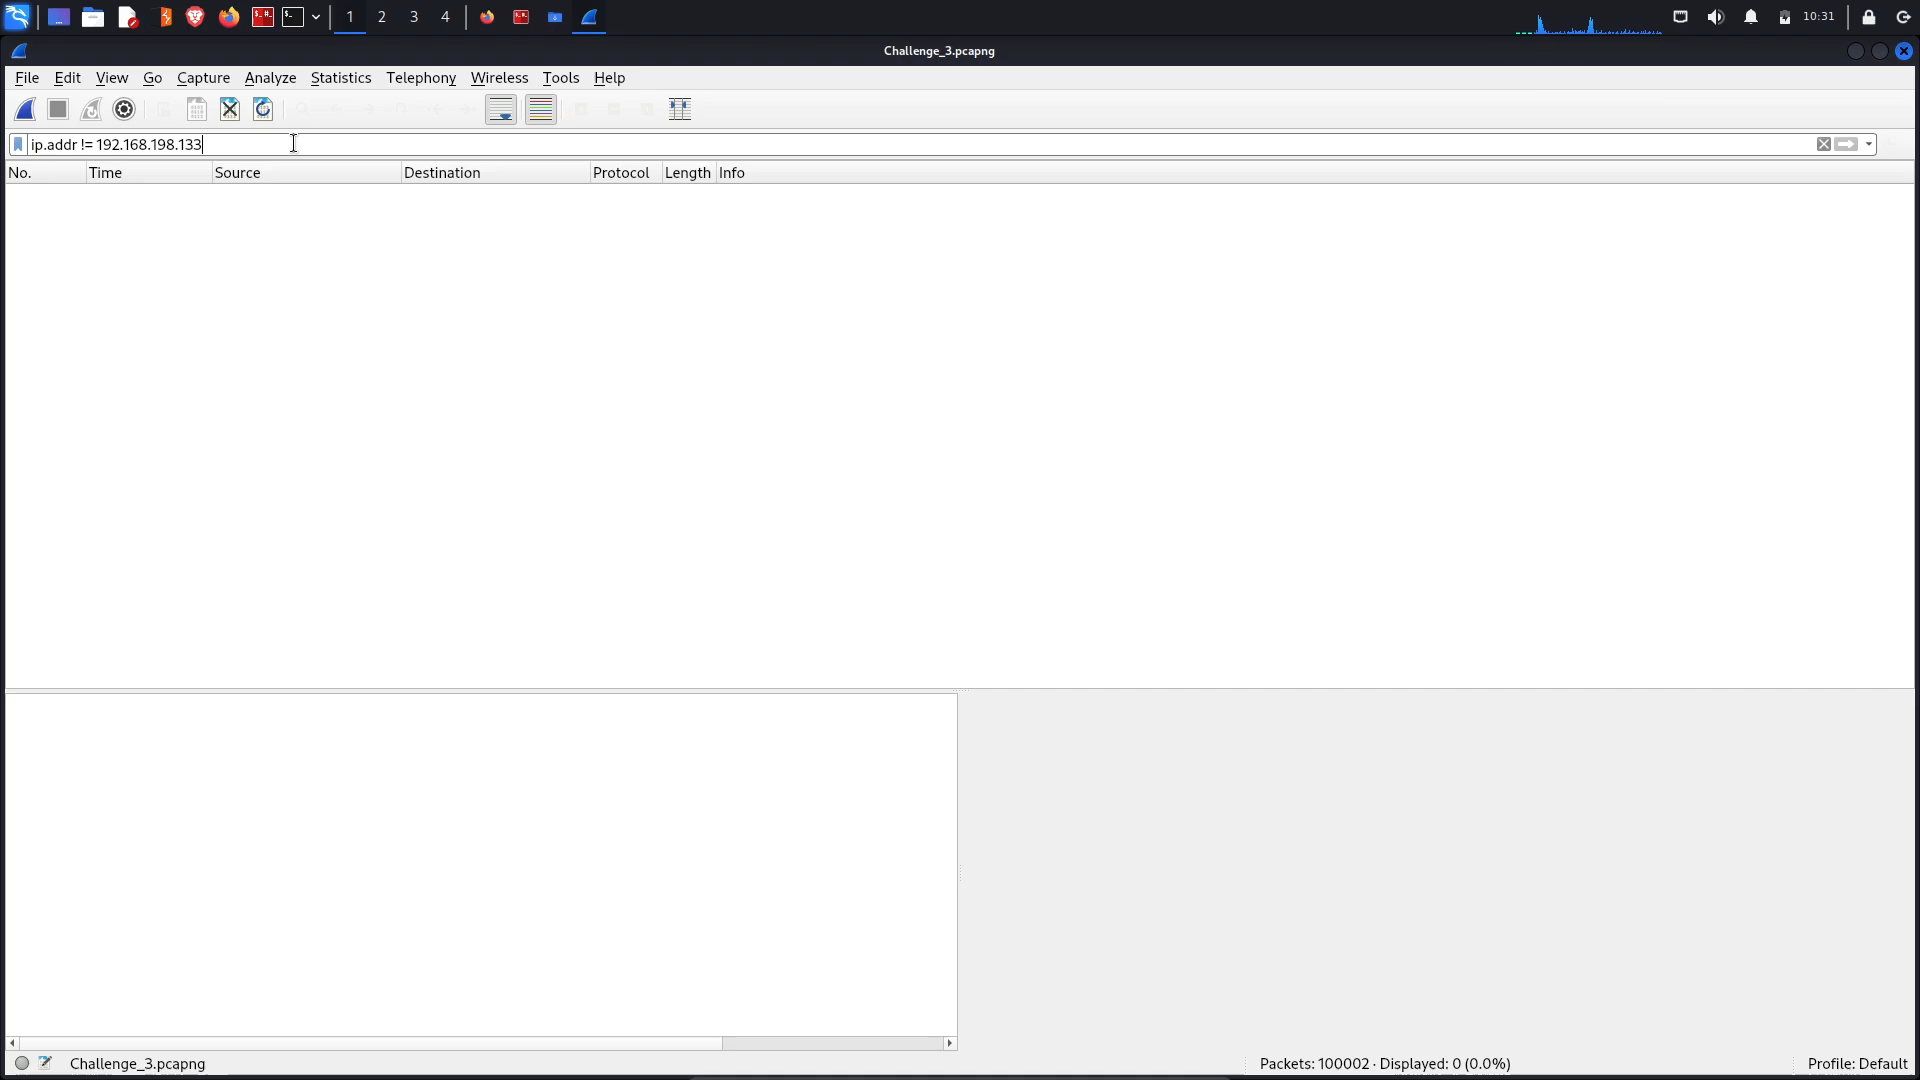 1 2 3 4 10:31
Challenge_3.pcapng
File Edit View Go Capture Analyze Statistics Telephony Wireless Tools Help
ip.addr != 192.168.198.133
No. Time Source Destination Protocol Length Info
Challenge_3.pcapng Packets: 100002 · Displayed: 0 (0.0%) Profile: Default